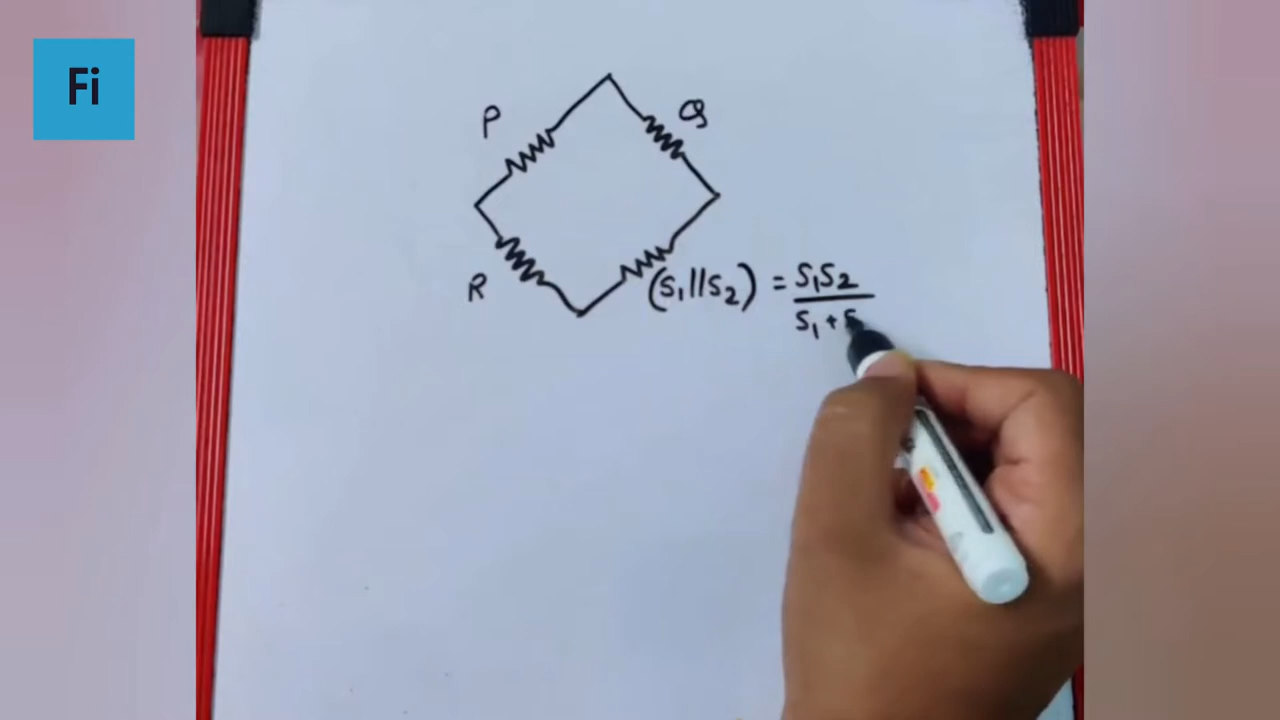 Fi
P
Q
R
(S₁||S₂) = S₁S₂
S₁ + S